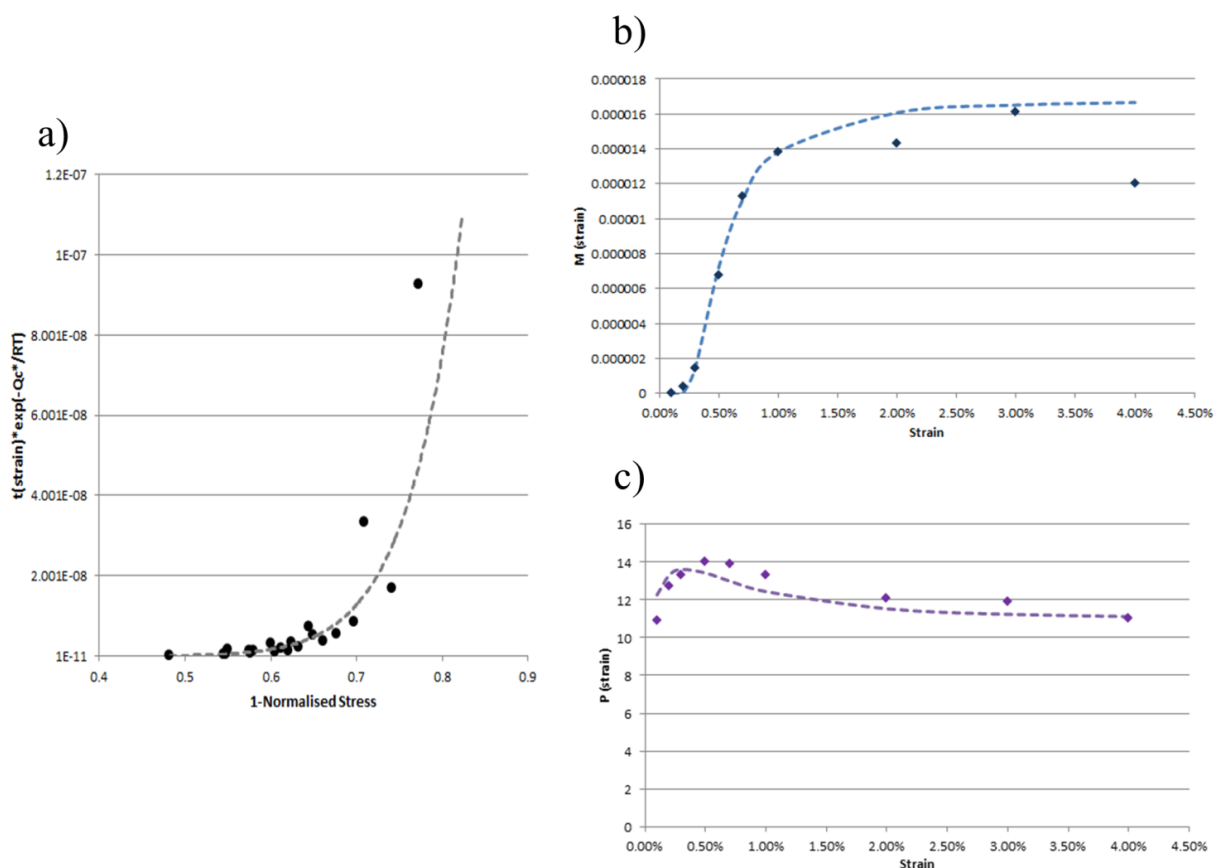 a)
t(strain)*exp(-Qc*/RT)
1.2E-07
1E-07
8.001E-08
6.001E-08
4.001E-08
2.001E-08
1E-11
0.4 0.5 0.6 0.7 0.8 0.9
1-Normalised Stress
b)
M (strain)
0.000018
0.000016
0.000014
0.000012
0.00001
0.000008
0.000006
0.000004
0.000002
0
0.00% 0.50% 1.00% 1.50% 2.00% 2.50% 3.00% 3.50% 4.00% 4.50%
Strain
c)
P (strain)
16
14
12
10
8
6
4
2
0
0.00% 0.50% 1.00% 1.50% 2.00% 2.50% 3.00% 3.50% 4.00% 4.50%
Strain